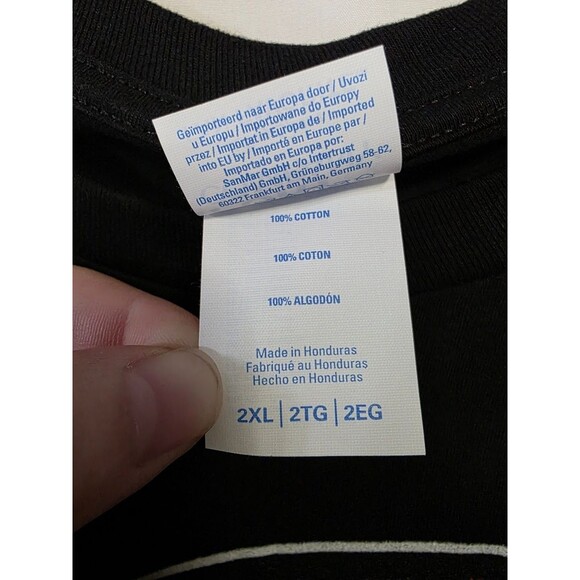 Geïmporteerd naar Europa door / Uvozi
u Europu / Importowane do Europy
przez / Importat in Europa de / Imported
into EU by / Importé en Europe par /
Importado en Europa por:
SanMar GmbH c/o Intertrust
(Deutschland) GmbH, Grüneburgweg 58-62,
60322 Frankfurt am Main, Germany
100% COTTON
100% COTON
100% ALGODÓN
Made in Honduras
Fabriqué au Honduras
Hecho en Honduras
2XL | 2TG | 2EG